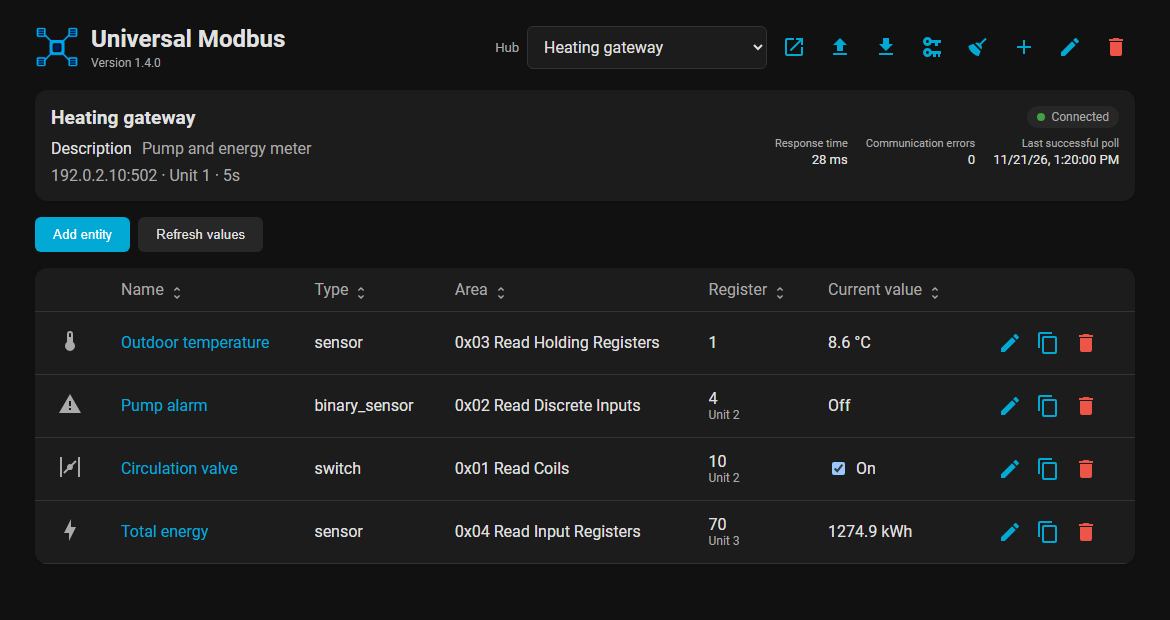 Universal Modbus
Version 1.4.0
Hub
Heating gateway
Heating gateway
Connected
Description Pump and energy meter
192.0.2.10:502 · Unit 1 · 5s
Response time
28 ms
Communication errors
0
Last successful poll
11/21/26, 1:20:00 PM
Add entity
Refresh values
Name Type Area Register Current value
Outdoor temperature sensor 0x03 Read Holding Registers 1 8.6 °C
Pump alarm binary_sensor 0x02 Read Discrete Inputs 4 Off
Unit 2
Circulation valve switch 0x01 Read Coils 10 On
Unit 2
Total energy sensor 0x04 Read Input Registers 70 1274.9 kWh
Unit 3